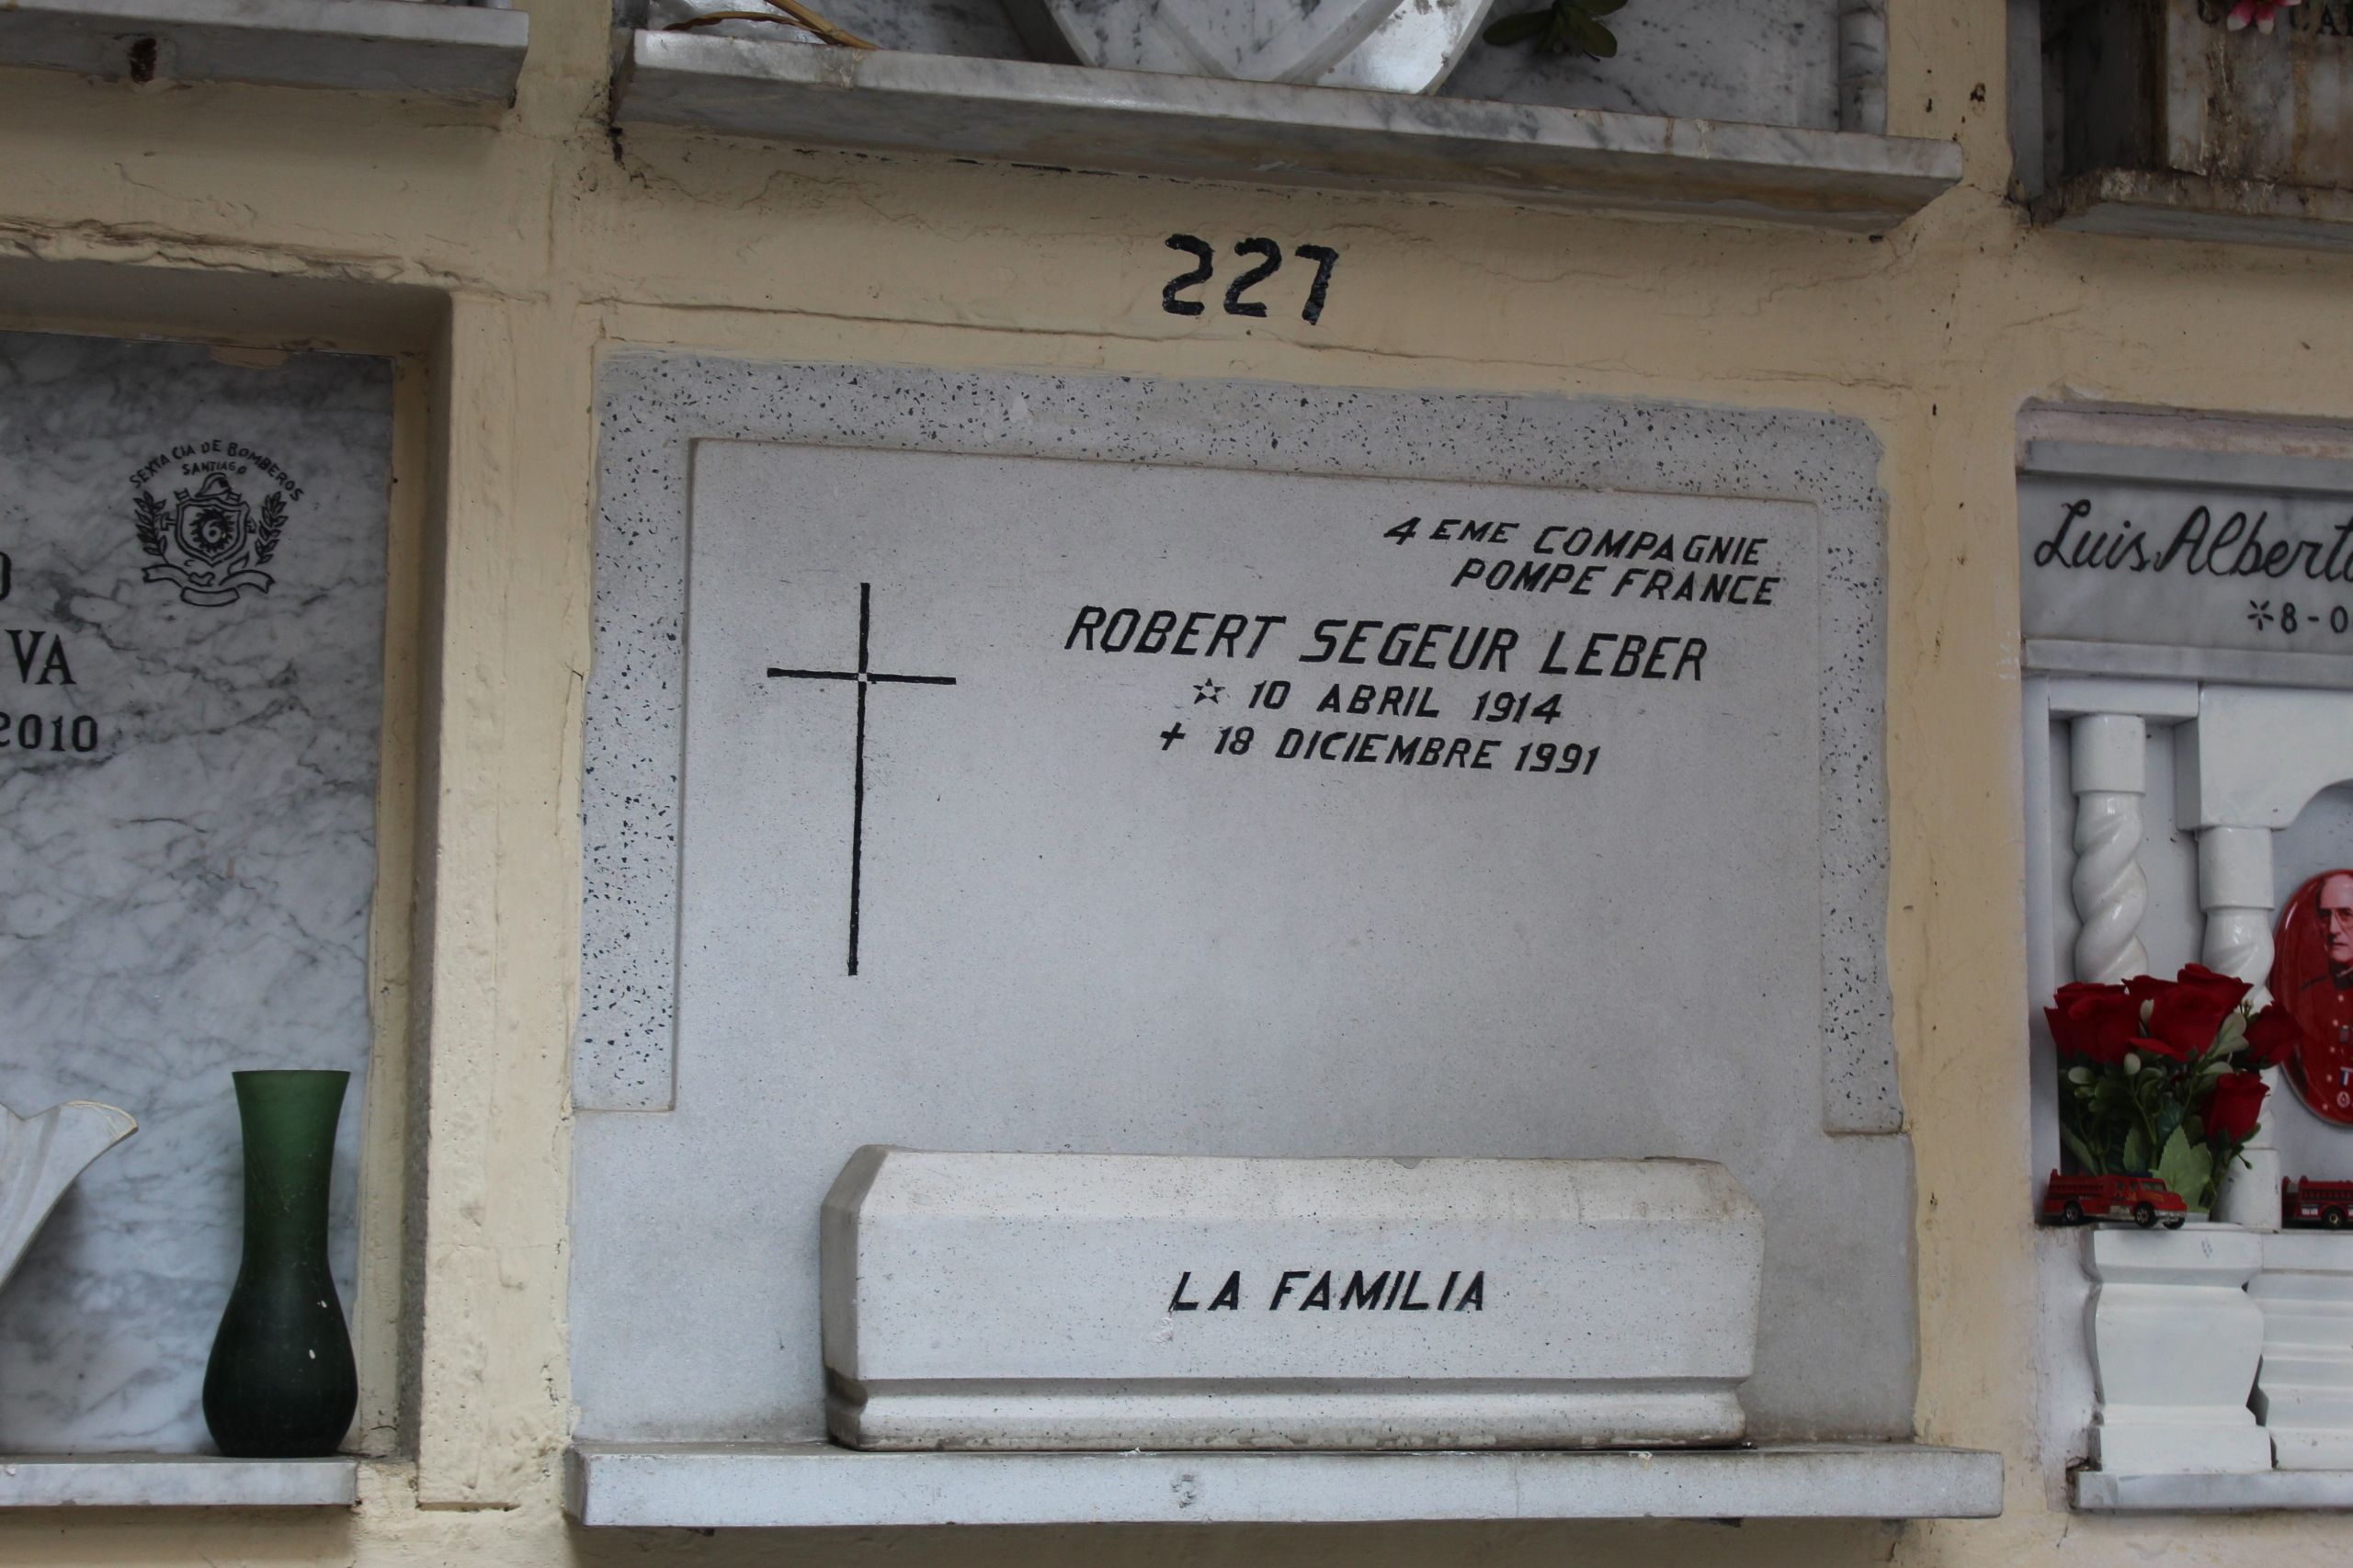 227
SEXTA CIA DE BOMBEROS
SANTIAGO
6
VA
2010
4 EME COMPAGNIE
POMPE FRANCE
ROBERT SEGEUR LEBER
☆ 10 ABRIL 1914
+ 18 DICIEMBRE 1991
LA FAMILIA
Luis Alberto
*8-0